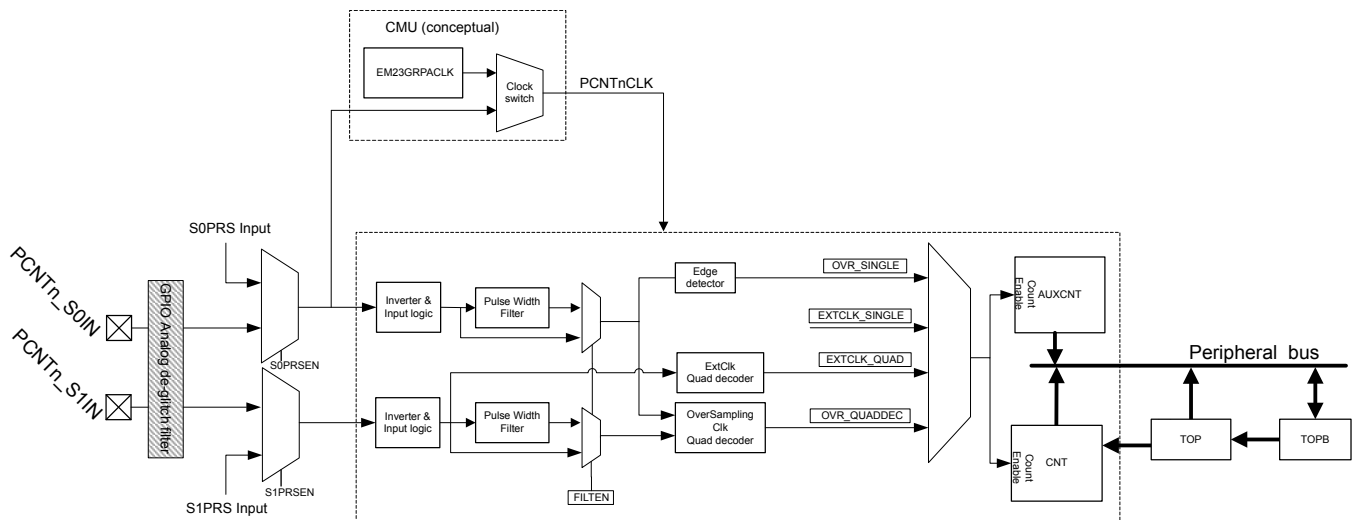 CMU (conceptual)
EM23GRPACLK
Clock
switch
PCNTnCLK
S0PRS Input
PCNTn_S0IN
PCNTn_S1IN
GPIO Analog de-glitch filter
S0PRSEN
S1PRSEN
S1PRS Input
Inverter &
Input logic
Pulse Width
Filter
Inverter &
Input logic
Pulse Width
Filter
FILTEN
Edge
detector
ExtClk
Quad decoder
OverSampling
Clk
Quad decoder
OVR_SINGLE
EXTCLK_SINGLE
EXTCLK_QUAD
OVR_QUADDEC
Count
Enable
AUXCNT
Count
Enable
CNT
Peripheral bus
TOP
TOPB